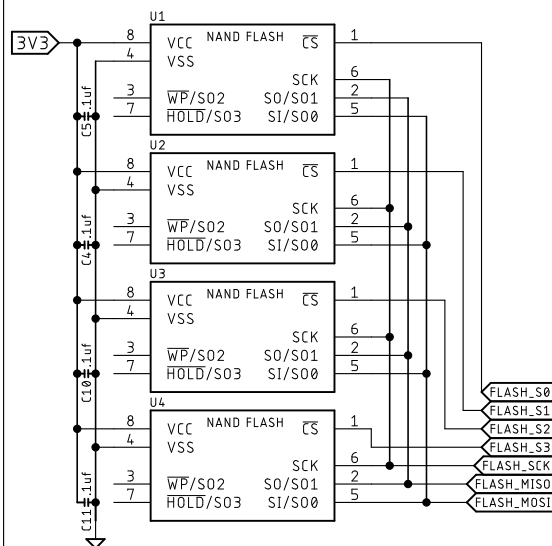 U1
3V3
8 VCC NAND FLASH CS 1
4 VSS
SCK 6
3 WP/SO2 SO/SO1 2
7 HOLD/SO3 SI/SO0 5
C5 .1uf
U2
8 VCC NAND FLASH CS 1
4 VSS
SCK 6
3 WP/SO2 SO/SO1 2
7 HOLD/SO3 SI/SO0 5
C4 .1uf
U3
8 VCC NAND FLASH CS 1
4 VSS
SCK 6
3 WP/SO2 SO/SO1 2
7 HOLD/SO3 SI/SO0 5
C10 .1uf
U4
8 VCC NAND FLASH CS 1
4 VSS
SCK 6
3 WP/SO2 SO/SO1 2
7 HOLD/SO3 SI/SO0 5
C11 .1uf
FLASH_S0
FLASH_S1
FLASH_S2
FLASH_S3
FLASH_SCK
FLASH_MISO
FLASH_MOSI